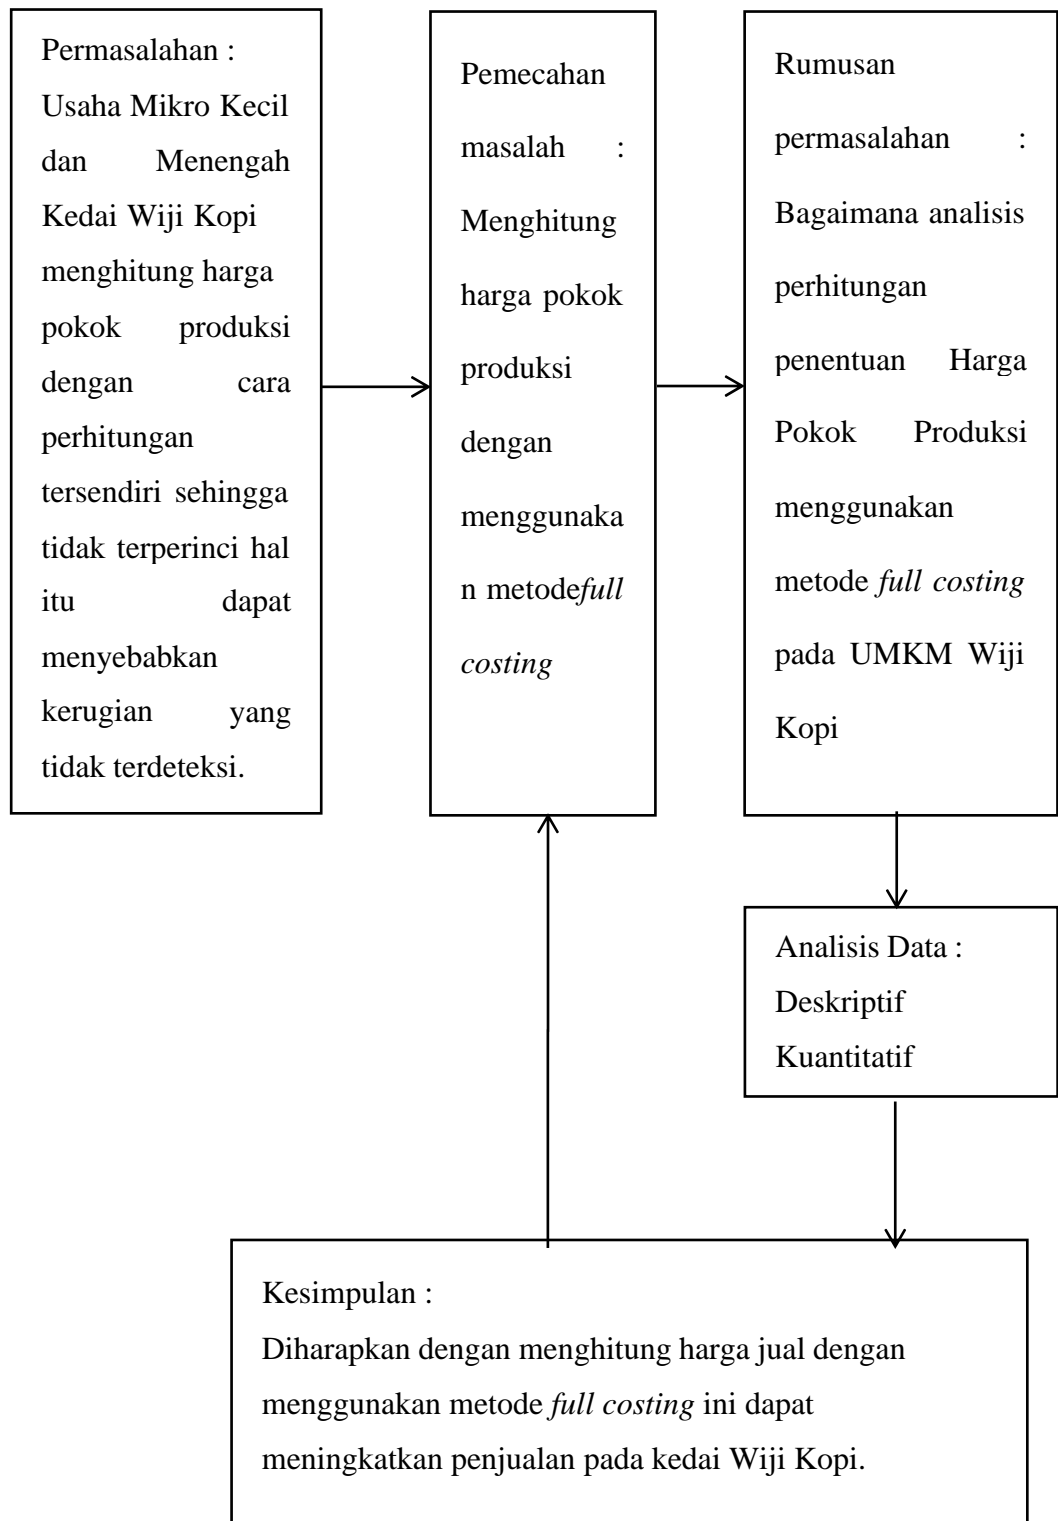 Permasalahan :
Usaha Mikro Kecil
dan Menengah
Kedai Wiji Kopi
menghitung harga
pokok produksi
dengan cara
perhitungan
tersendiri sehingga
tidak terperinci hal
itu dapat
menyebabkan
kerugian yang
tidak terdeteksi.
Pemecahan
masalah :
Menghitung
harga pokok
produksi
dengan
menggunaka
n metodefull
costing
Rumusan
permasalahan :
Bagaimana analisis
perhitungan
penentuan Harga
Pokok Produksi
menggunakan
metode full costing
pada UMKM Wiji
Kopi
Analisis Data :
Deskriptif
Kuantitatif
Kesimpulan :
Diharapkan dengan menghitung harga jual dengan
menggunakan metode full costing ini dapat
meningkatkan penjualan pada kedai Wiji Kopi.